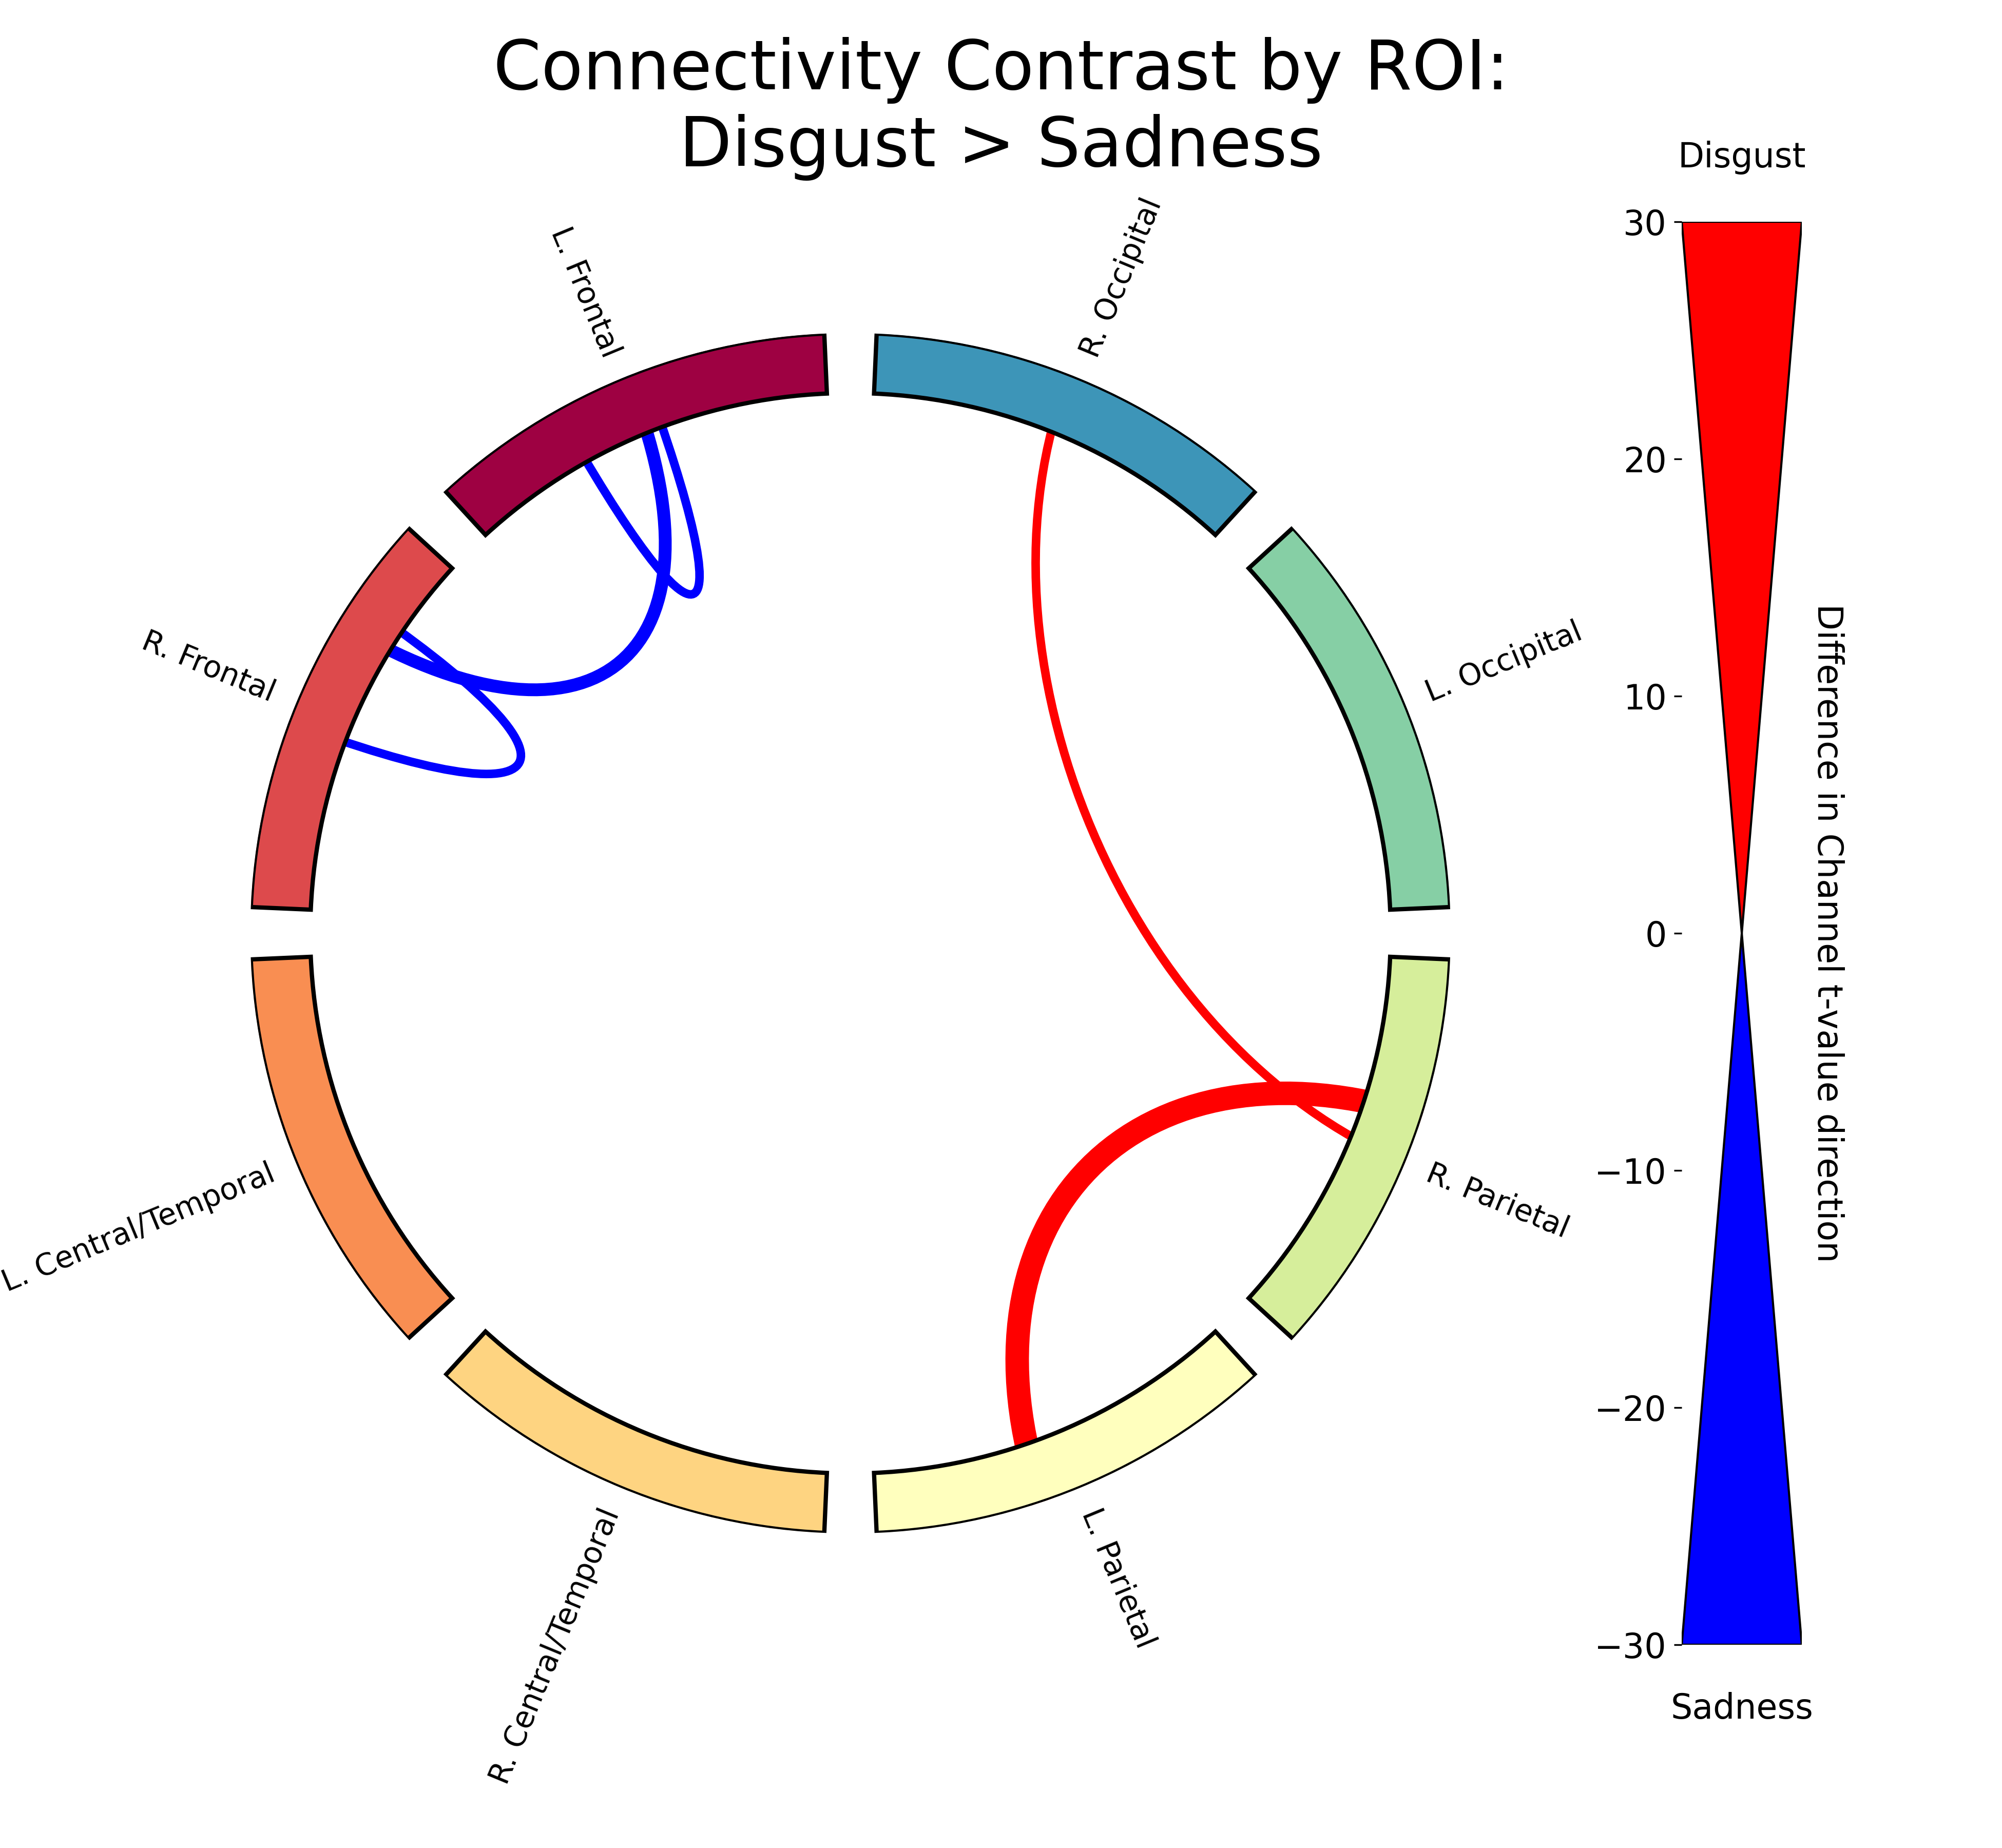 Connectivity Contrast by ROI:
Disgust > Sadness
Disgust
30
20
10
0
−10
−20
−30
Sadness
Difference in Channel t-value direction
L. Frontal
R. Occipital
R. Frontal
L. Occipital
L. Central/Temporal
R. Parietal
R. Central/Temporal
L. Parietal